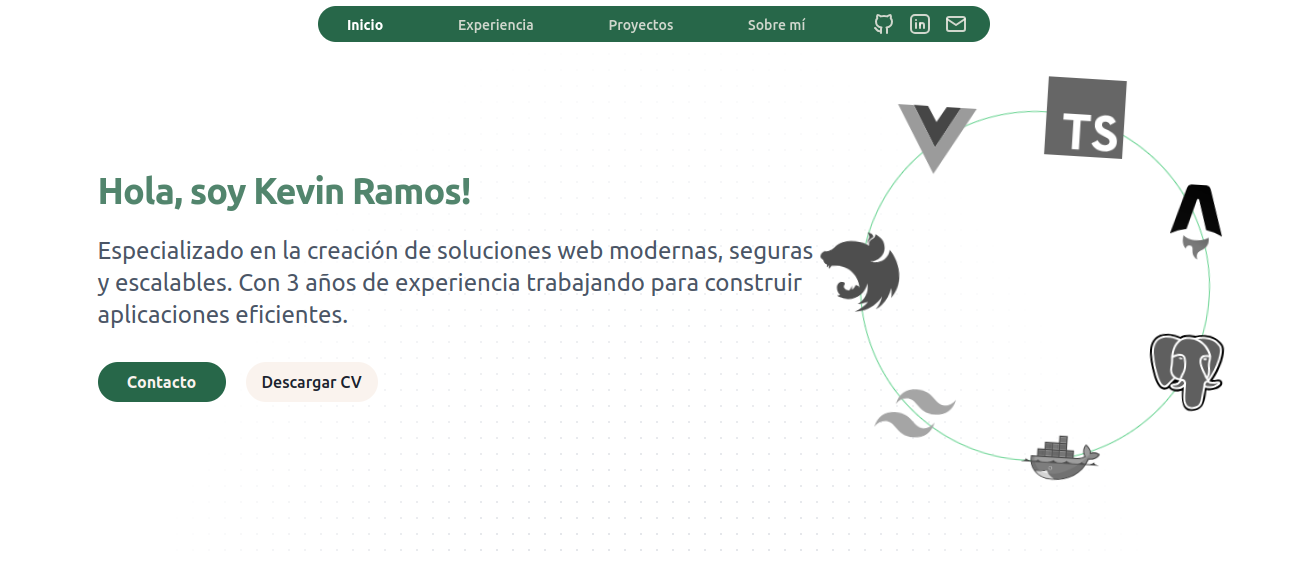 Inicio
Experiencia
Proyectos
Sobre mí
in
TS
Hola, soy Kevin Ramos!
Especializado en la creación de soluciones web modernas, seguras
y escalables. Con 3 años de experiencia trabajando para construir
aplicaciones eficientes.
Contacto
Descargar CV